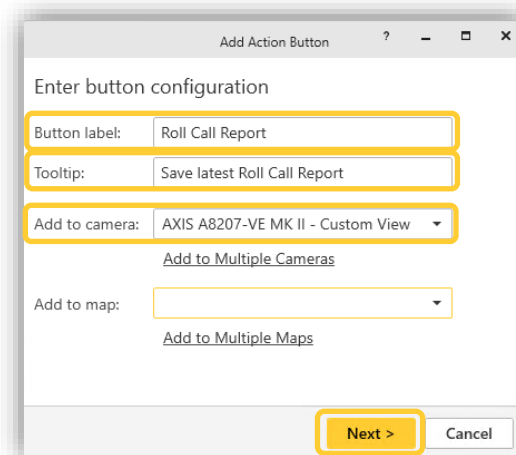 Add Action Button
?
Enter button configuration
Button label: Roll Call Report
Tooltip: Save latest Roll Call Report
Add to camera: AXIS A8207-VE MK II - Custom View
Add to Multiple Cameras
Add to map:
Add to Multiple Maps
Next > Cancel